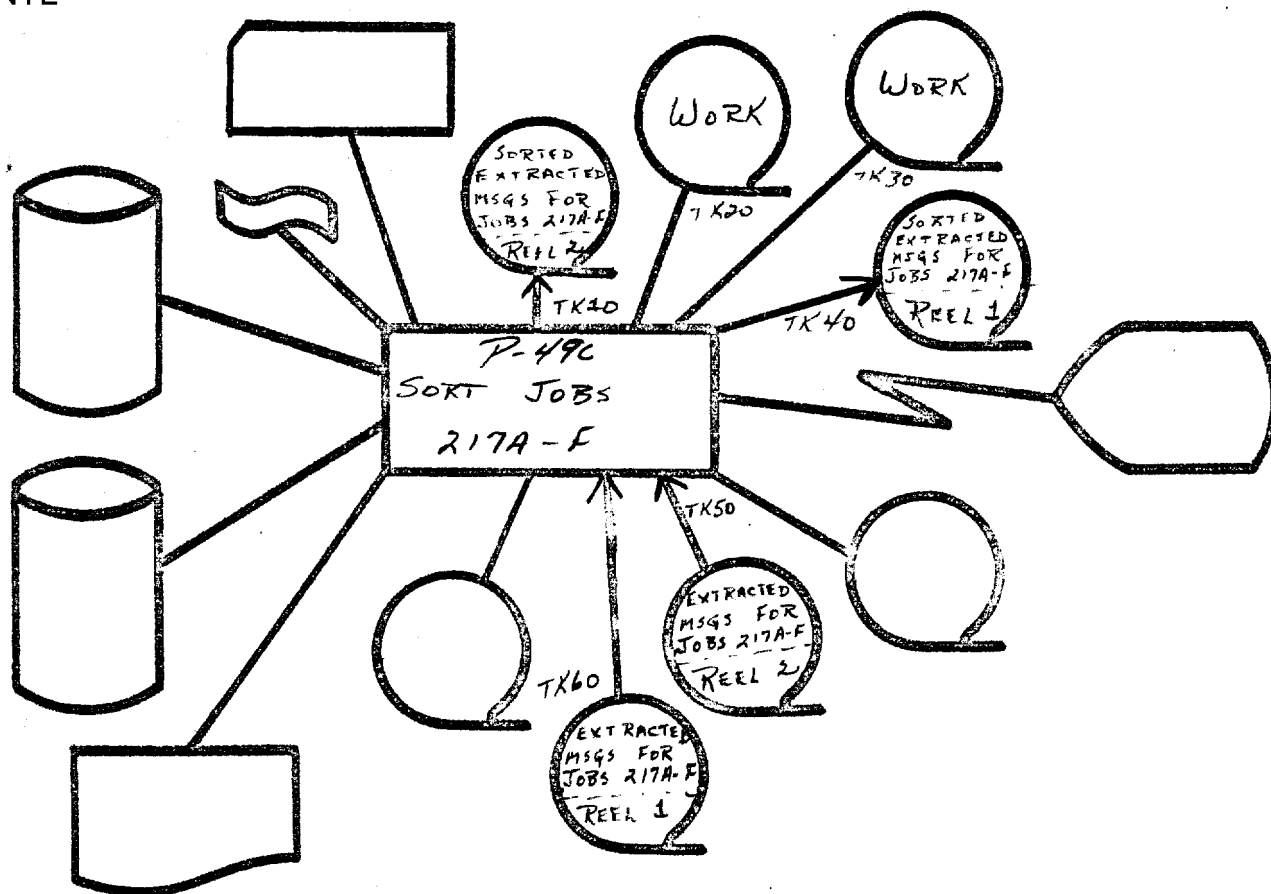 WORK
WORK
SORTED
EXTRACTED
MSGS FOR
JOBS 217A-F
REEL 2
TK10
TK20
TK30
SORTED
EXTRACTED
MSGS FOR
JOBS 217A-F
REEL 1
TK40
P-49C
SORT JOBS
217A-F
TK50
EXTRACTED
MSGS FOR
JOBS 217A-F
REEL 2
TK60
EXTRACTED
MSGS FOR
JOBS 217A-F
REEL 1